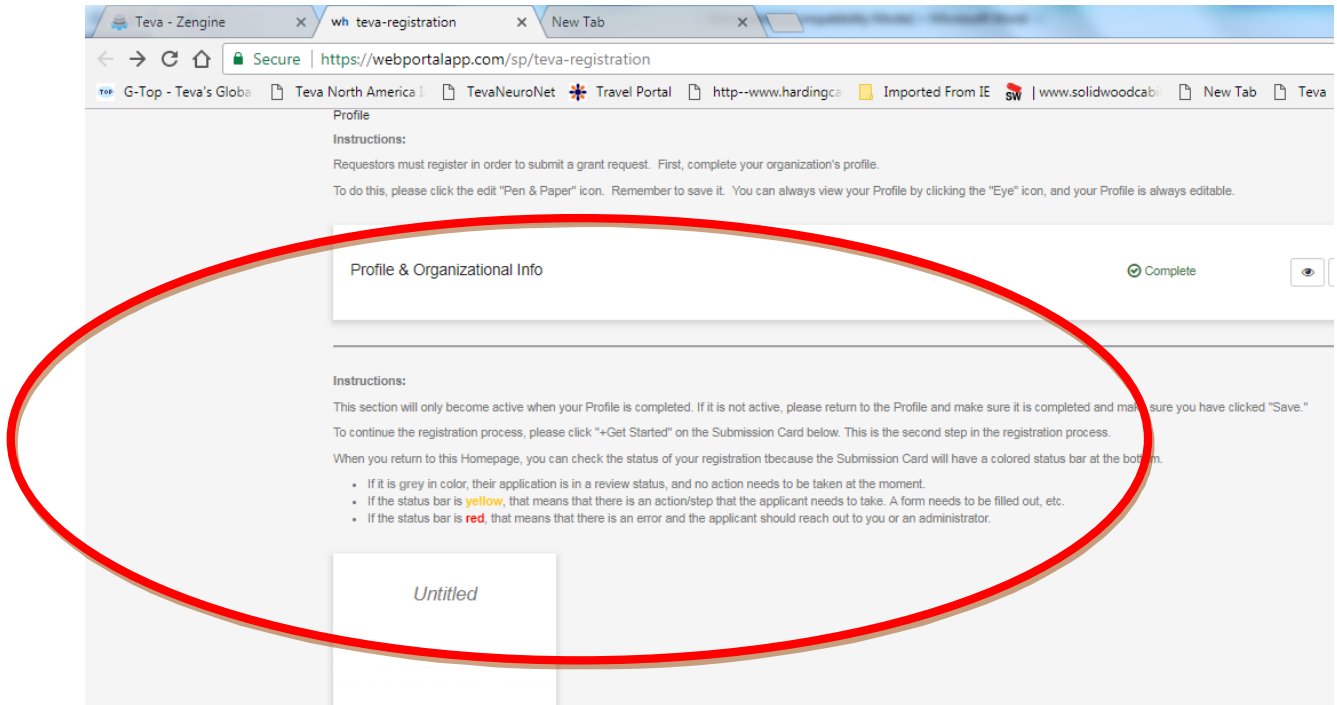 Teva - Zengine
wh teva-registration
New Tab
Secure | https://webportalapp.com/sp/teva-registration
TOP G-Top - Teva's Globa
Teva North America I
TevaNeuroNet
Travel Portal
http--www.hardingca
Imported From IE
SW | www.solidwoodcabi
New Tab
Teva
Profile
Instructions:
Requestors must register in order to submit a grant request. First, complete your organization's profile.
To do this, please click the edit "Pen & Paper" icon. Remember to save it. You can always view your Profile by clicking the "Eye" icon, and your Profile is always editable.
Profile & Organizational Info
Complete
Instructions:
This section will only become active when your Profile is completed. If it is not active, please return to the Profile and make sure it is completed and make sure you have clicked "Save."
To continue the registration process, please click "+Get Started" on the Submission Card below. This is the second step in the registration process.
When you return to this Homepage, you can check the status of your registration tbecause the Submission Card will have a colored status bar at the bottom.
• If it is grey in color, their application is in a review status, and no action needs to be taken at the moment.
• If the status bar is yellow, that means that there is an action/step that the applicant needs to take. A form needs to be filled out, etc.
• If the status bar is red, that means that there is an error and the applicant should reach out to you or an administrator.
Untitled